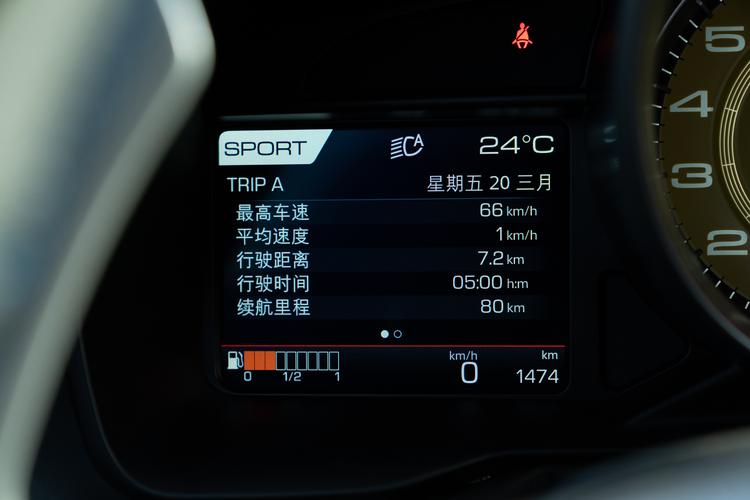 5
4
3
2
SPORT A 24°C
TRIP A 星期五 20 三月
最高车速 66 km/h
平均速度 1 km/h
行驶距离 7.2 km
行驶时间 05:00 h:m
续航里程 80 km
km/h km
0 1474
0 1/2 1